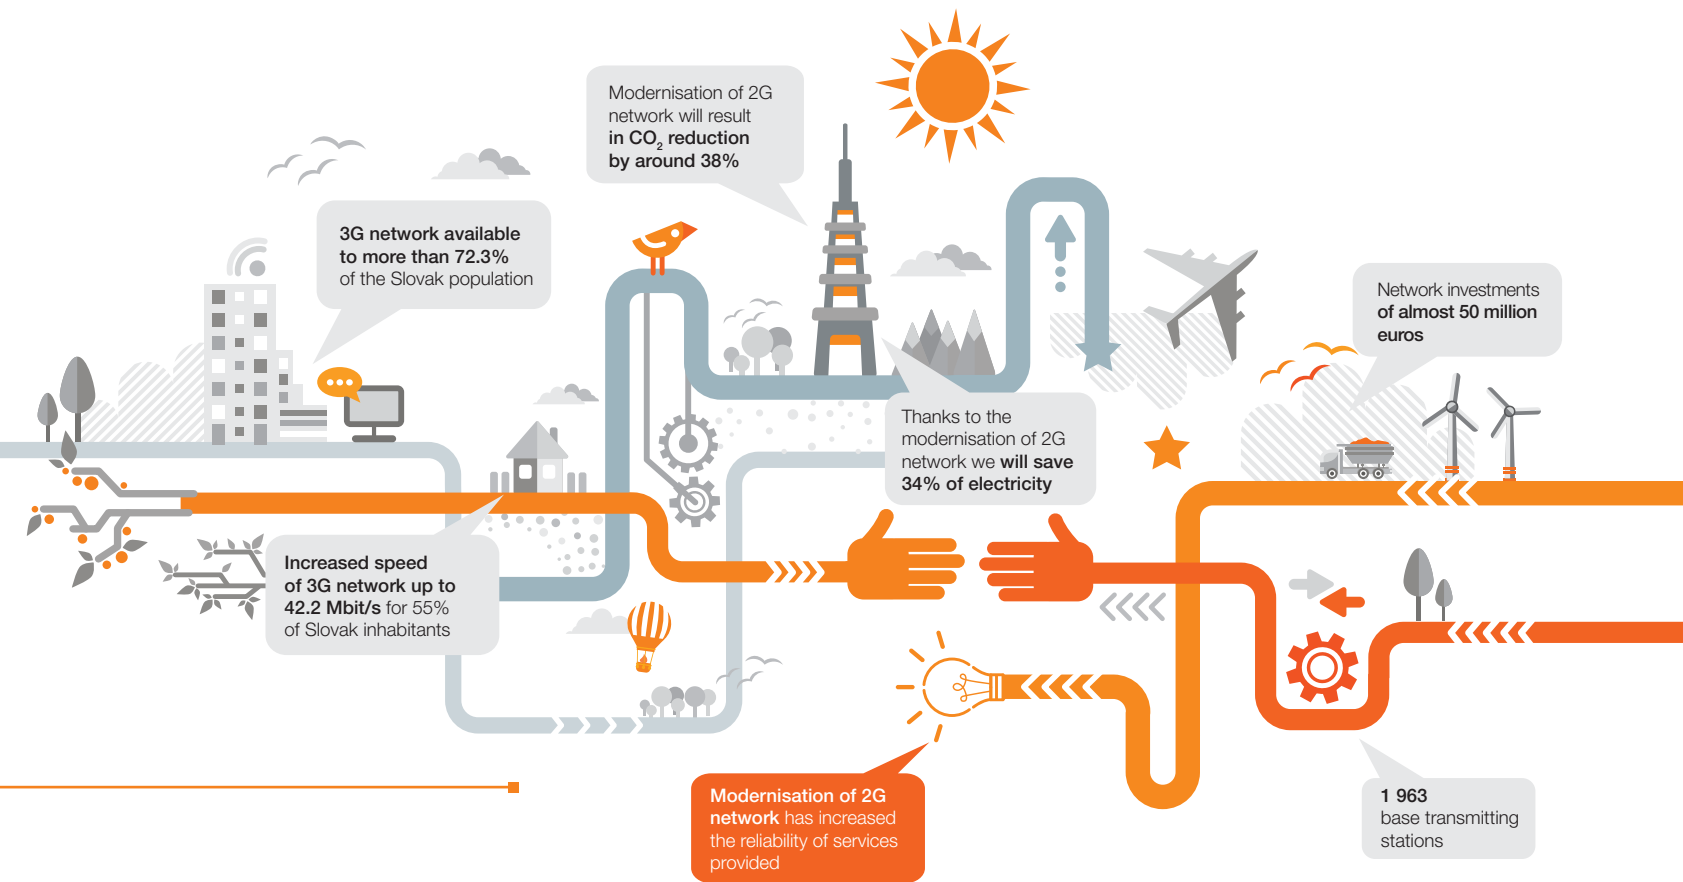 Modernisation of 2G
network will result
in CO₂ reduction
by around 38%
3G network available
to more than 72.3%
of the Slovak population
Network investments
of almost 50 million
euros
Thanks to the
modernisation of 2G
network we will save
34% of electricity
Increased speed
of 3G network up to
42.2 Mbit/s for 55%
of Slovak inhabitants
Modernisation of 2G
network has increased
the reliability of services
provided
1 963
base transmitting
stations